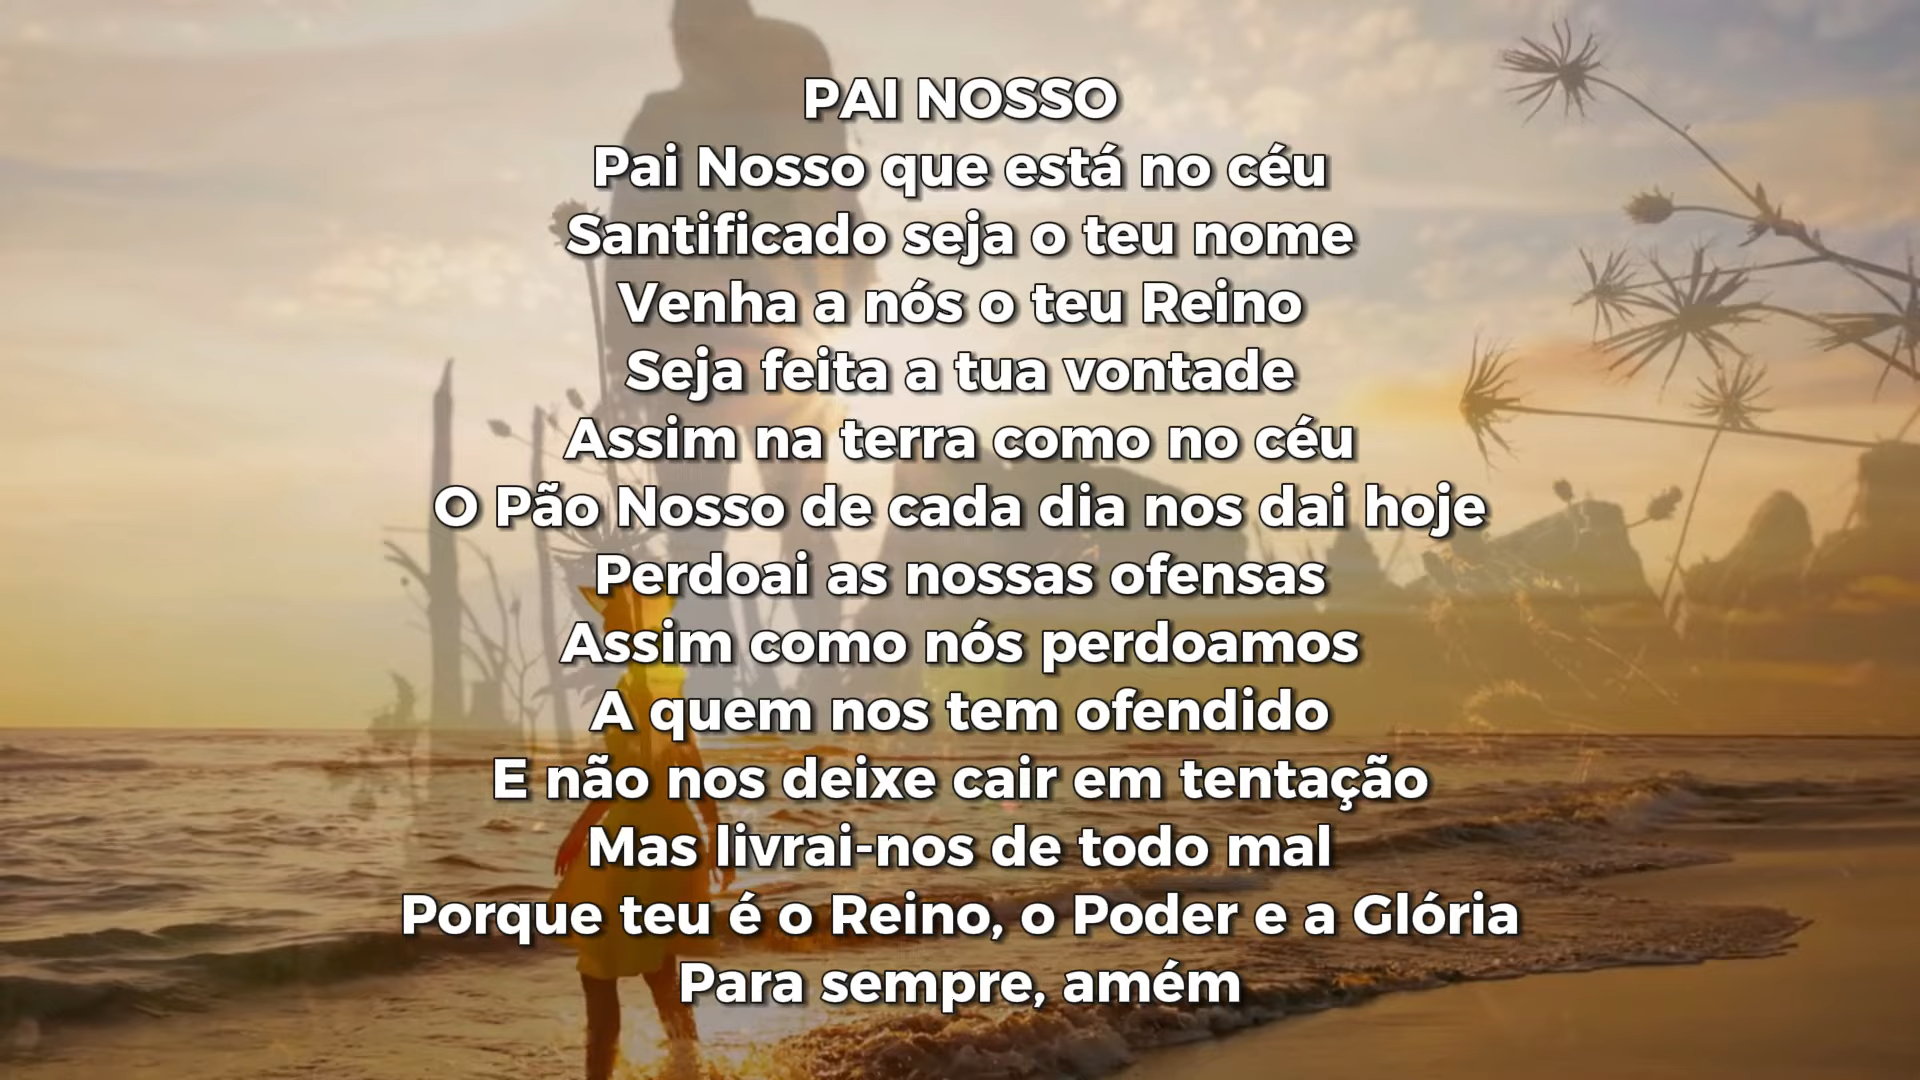 PAI NOSSO
Pai Nosso que está no céu
Santificado seja o teu nome
Venha a nós o teu Reino
Seja feita a tua vontade
Assim na terra como no céu
O Pão Nosso de cada dia nos dai hoje
Perdoai as nossas ofensas
Assim como nós perdoamos
A quem nos tem ofendido
E não nos deixe cair em tentação
Mas livrai-nos de todo mal
Porque teu é o Reino, o Poder e a Glória
Para sempre, amém